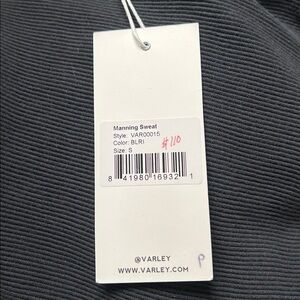 Manning Sweat
Style: VAR00015
Color: BLRI
Size: S
$110
8 41980 16932 1
@VARLEY
WWW.VARLEY.COM
P